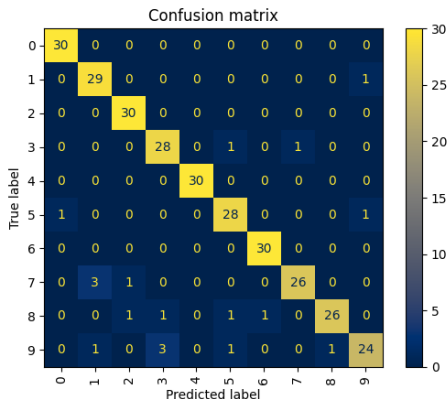 Confusion matrix
True label
0 30 0 0 0 0 0 0 0 0 0
1 0 29 0 0 0 0 0 0 0 1
2 0 0 30 0 0 0 0 0 0 0
3 0 0 0 28 0 1 0 1 0 0
4 0 0 0 0 30 0 0 0 0 0
5 1 0 0 0 0 28 0 0 0 1
6 0 0 0 0 0 0 30 0 0 0
7 0 3 1 0 0 0 0 26 0 0
8 0 0 1 1 0 1 1 0 26 0
9 0 1 0 3 0 1 0 0 1 24
0 1 2 3 4 5 6 7 8 9
Predicted label
30
25
20
15
10
5
0